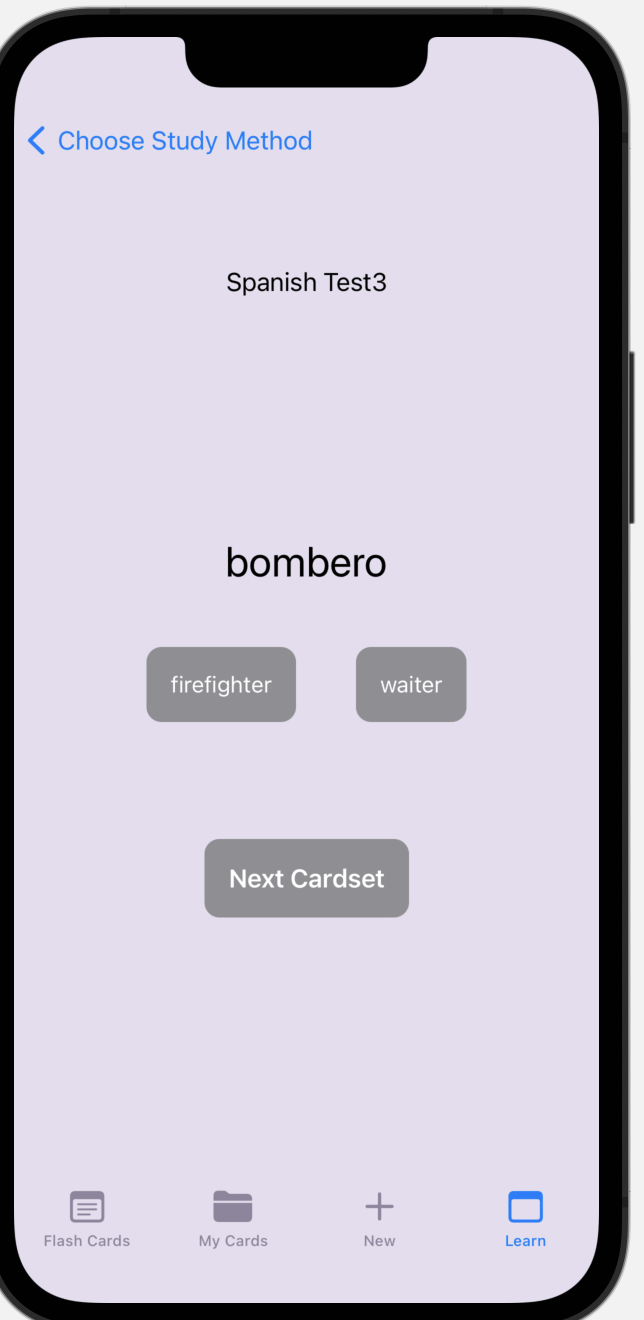 Choose Study Method
Spanish Test3
bombero
firefighter
waiter
Next Cardset
Flash Cards
My Cards
New
Learn